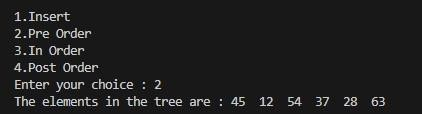 1.Insert
2.Pre Order
3.In Order
4.Post Order
Enter your choice : 2
The elements in the tree are : 45  12  54  37  28  63